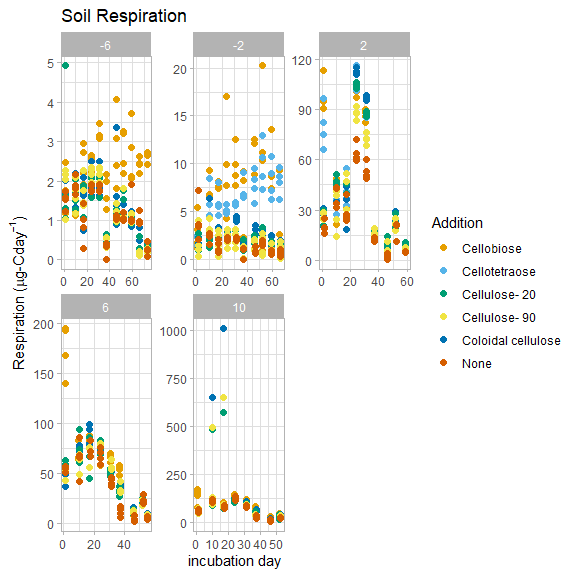 Soil Respiration
-6
-2
2
5
4
3
2
1
0
20
15
10
5
0
120
90
60
30
0
0 20 40 60
0 20 40 60
0 20 40 60
6
10
200
150
100
50
0
1000
750
500
250
0
0 20 40
0 10 20 30 40 50
Respiration (μg-Cday⁻¹)
incubation day
Addition
Cellobiose
Cellotetraose
Cellulose- 20
Cellulose- 90
Coloidal cellulose
None